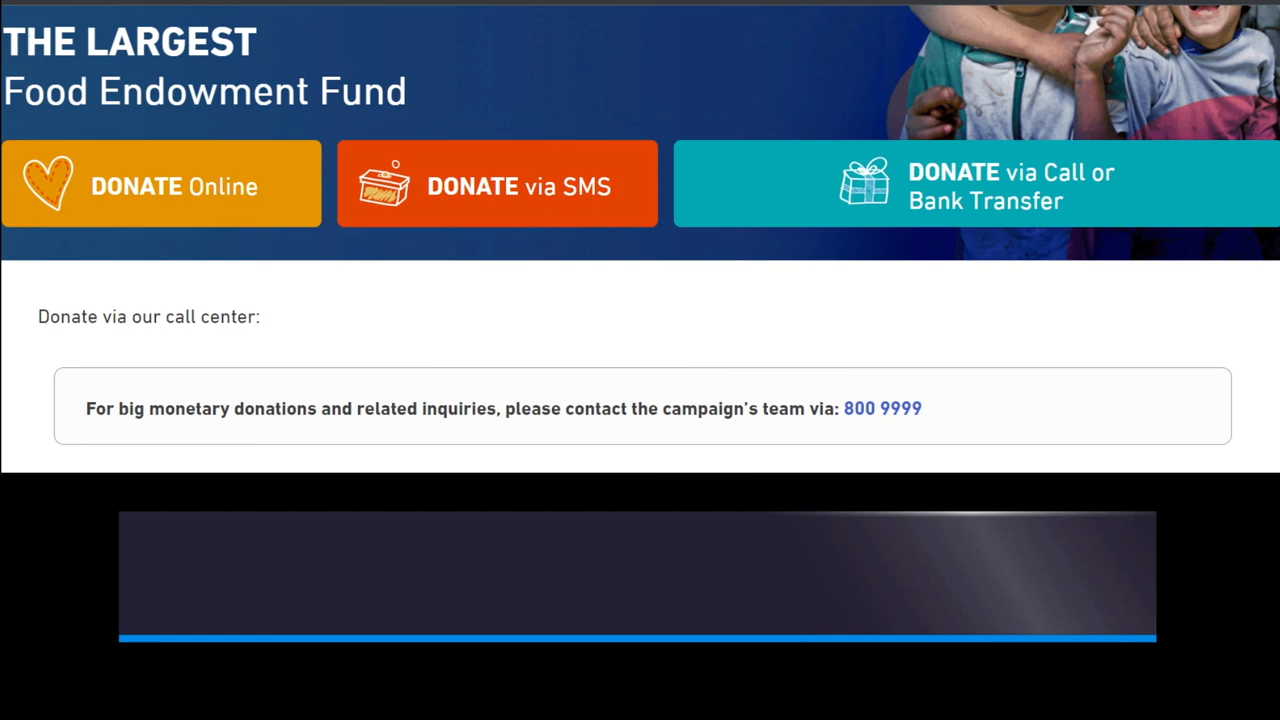 THE LARGEST
Food Endowment Fund
DONATE Online
DONATE via SMS
DONATE via Call or
Bank Transfer
Donate via our call center:
For big monetary donations and related inquiries, please contact the campaign's team via: 800 9999